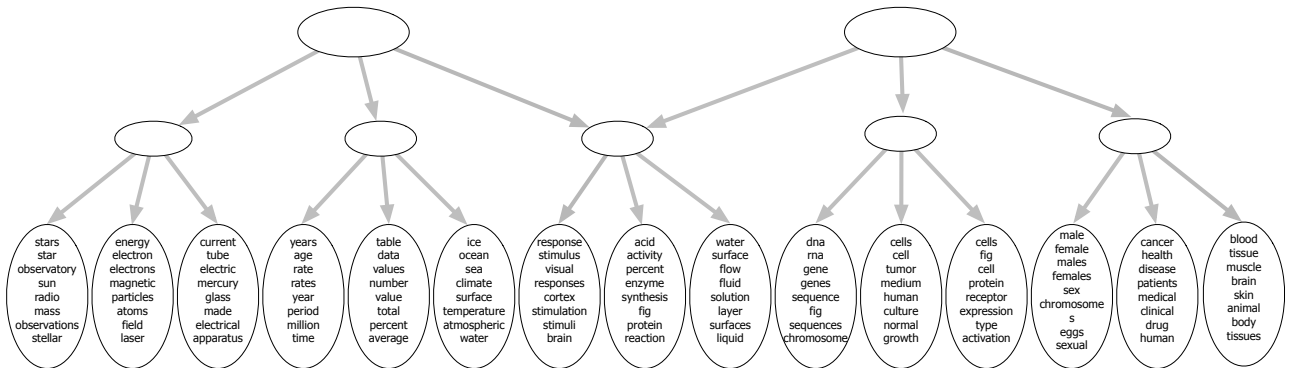 stars
star
observatory
sun
radio
mass
observations
stellar
energy
electron
electrons
magnetic
particles
atoms
field
laser
current
tube
electric
mercury
glass
made
electrical
apparatus
years
age
rate
rates
year
period
million
time
table
data
values
number
value
total
percent
average
ice
ocean
sea
climate
surface
temperature
atmospheric
water
response
stimulus
visual
responses
cortex
stimulation
stimuli
brain
acid
activity
percent
enzyme
synthesis
fig
protein
reaction
water
surface
flow
fluid
solution
layer
surfaces
liquid
dna
rna
gene
genes
sequence
fig
sequences
chromosome
cells
cell
tumor
medium
human
culture
normal
growth
cells
fig
cell
protein
receptor
expression
type
activation
male
female
males
females
sex
chromosome
s
eggs
sexual
cancer
health
disease
patients
medical
clinical
drug
human
blood
tissue
muscle
brain
skin
animal
body
tissues